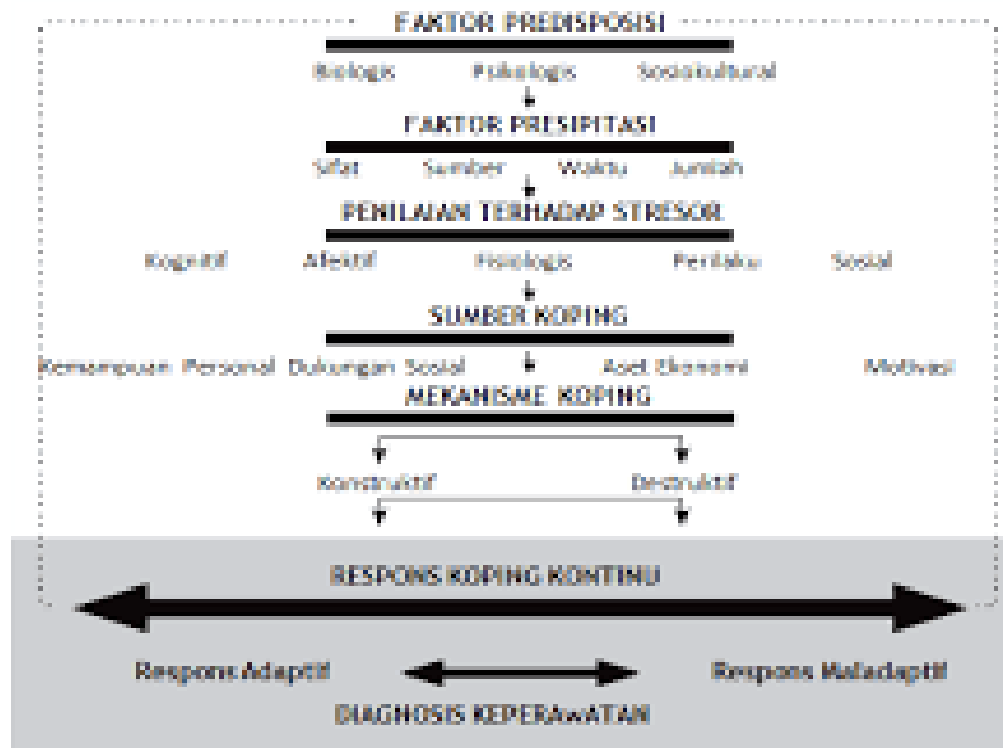 FAKTOR PREDISPOSISI
Biologis Psikologis Sosiokultural
FAKTOR PRESIPITASI
Sifat Sumber Waktu Jumlah
PENILAIAN TERHADAP STRESOR
Kognitif Afektif Fisiologis Perilaku Sosial
SUMBER KOPING
Kemampuan Personal Dukungan Sosial Aset Ekonomi Motivasi
MEKANISME KOPING
Konstruktif Destruktif
RESPONS KOPING KONTINU
Respons Adaptif Respons Maladaptif
DIAGNOSIS KEPERAwATAN